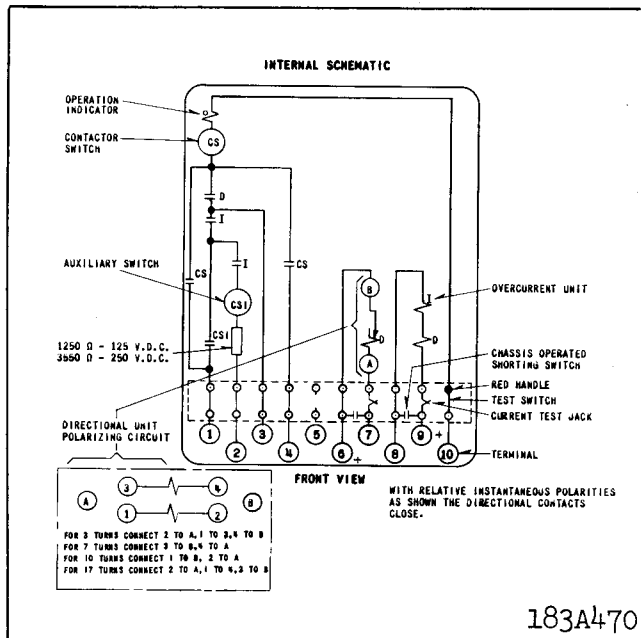 INTERNAL SCHEMATIC
OPERATION
INDICATOR
CONTACTOR
SWITCH
CS
D
I
I
CS
CS
AUXILIARY SWITCH
CSI
CSI
1250 Ω - 125 V.D.C.
3550 Ω - 250 V.D.C.
B
D
A
I
D
OVERCURRENT UNIT
CHASSIS OPERATED
SHORTING SWITCH
RED HANDLE
TEST SWITCH
CURRENT TEST JACK
TERMINAL
1
2
3
4
5
6
+
7
8
9
+
10
FRONT VIEW
DIRECTIONAL UNIT
POLARIZING CIRCUIT
A
3
4
B
1
2
FOR 3 TURNS CONNECT 2 TO A,1 TO 3,4 TO B
FOR 7 TURNS CONNECT 3 TO B,4 TO A
FOR 10 TURNS CONNECT 1 TO B, 2 TO A
FOR 17 TURNS CONNECT 2 TO A,1 TO 4,3 TO B
WITH RELATIVE INSTANTANEOUS POLARITIES
AS SHOWN THE DIRECTIONAL CONTACTS
CLOSE.
183A470